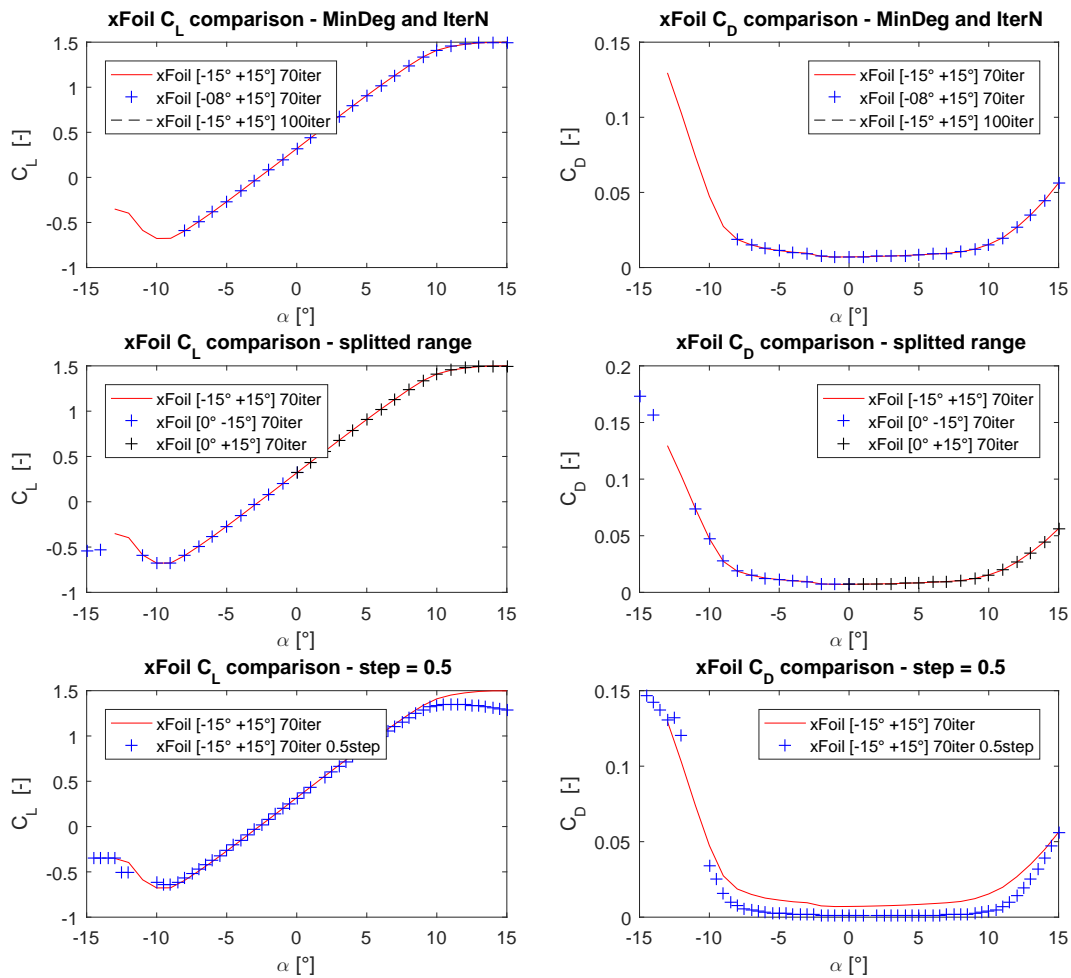 xFoil C_L comparison - MinDeg and IterN
1.5
1
0.5
0
-0.5
-1
C_L [-]
xFoil [-15° +15°] 70iter
xFoil [-08° +15°] 70iter
xFoil [-15° +15°] 100iter
-15 -10 -5 0 5 10 15
α [°]
xFoil C_D comparison - MinDeg and IterN
0.15
0.1
0.05
0
C_D [-]
xFoil [-15° +15°] 70iter
xFoil [-08° +15°] 70iter
xFoil [-15° +15°] 100iter
-15 -10 -5 0 5 10 15
α [°]
xFoil C_L comparison - splitted range
1.5
1
0.5
0
-0.5
-1
C_L [-]
xFoil [-15° +15°] 70iter
xFoil [0° -15°] 70iter
xFoil [0° +15°] 70iter
-15 -10 -5 0 5 10 15
α [°]
xFoil C_D comparison - splitted range
0.2
0.15
0.1
0.05
0
C_D [-]
xFoil [-15° +15°] 70iter
xFoil [0° -15°] 70iter
xFoil [0° +15°] 70iter
-15 -10 -5 0 5 10 15
α [°]
xFoil C_L comparison - step = 0.5
1.5
1
0.5
0
-0.5
-1
C_L [-]
xFoil [-15° +15°] 70iter
xFoil [-15° +15°] 70iter 0.5step
-15 -10 -5 0 5 10 15
α [°]
xFoil C_D comparison - step = 0.5
0.15
0.1
0.05
0
C_D [-]
xFoil [-15° +15°] 70iter
xFoil [-15° +15°] 70iter 0.5step
-15 -10 -5 0 5 10 15
α [°]